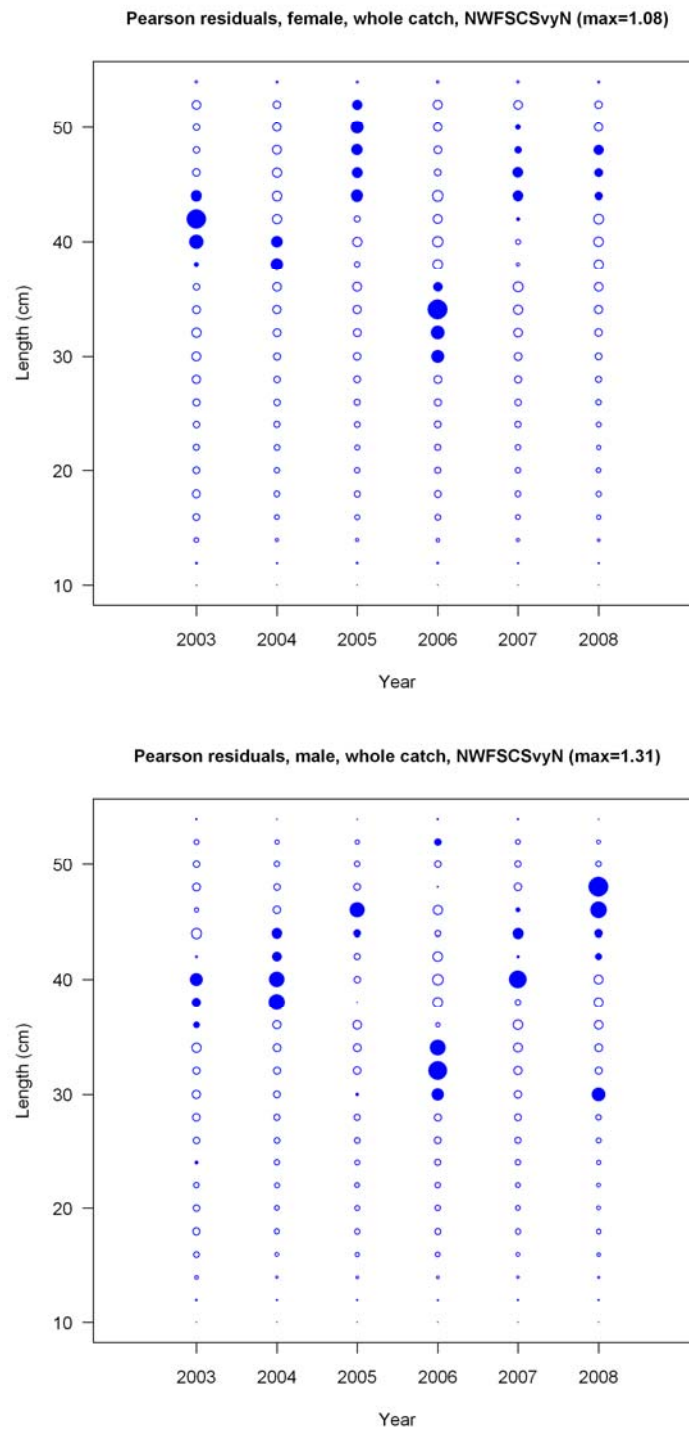 Pearson residuals, female, whole catch, NWFSCSvyN (max=1.08)
50
40
30
20
10
Length (cm)
2003 2004 2005 2006 2007 2008
Year
Pearson residuals, male, whole catch, NWFSCSvyN (max=1.31)
50
40
30
20
10
Length (cm)
2003 2004 2005 2006 2007 2008
Year